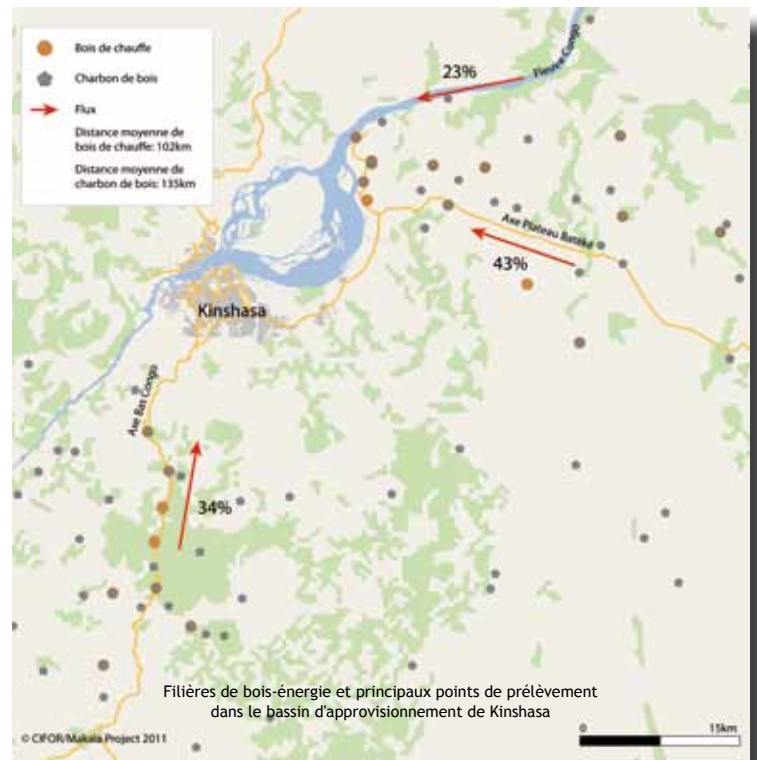 Bois de chauffe
Charbon de bois
Flux
Distance moyenne de
bois de chauffe: 102km
Distance moyenne de
charbon de bois: 135km
23%
Fleuve Congo
Axe Plateau Batéké
43%
Kinshasa
Axe Bas Congo
34%
Filières de bois-énergie et principaux points de prélèvement
dans le bassin d'approvisionnement de Kinshasa
© CIFOR/Makala Project 2011
0 15km